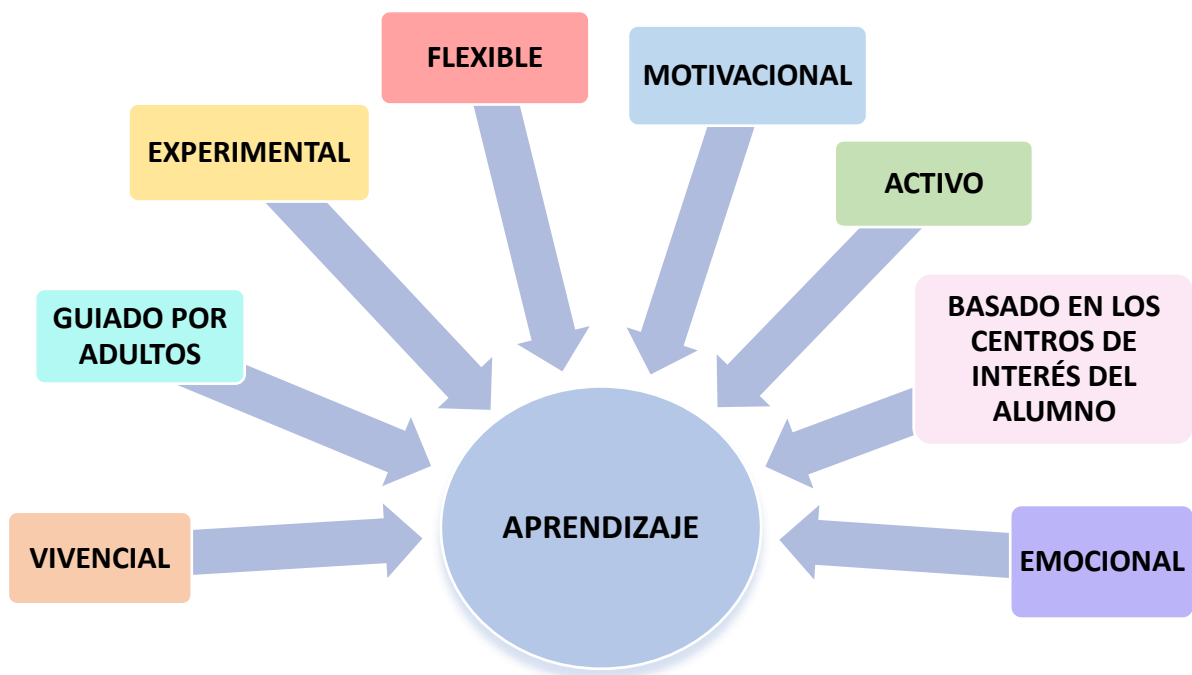 FLEXIBLE
MOTIVACIONAL
EXPERIMENTAL
ACTIVO
GUIADO POR
ADULTOS
BASADO EN LOS
CENTROS DE
INTERÉS DEL
ALUMNO
APRENDIZAJE
VIVENCIAL
EMOCIONAL